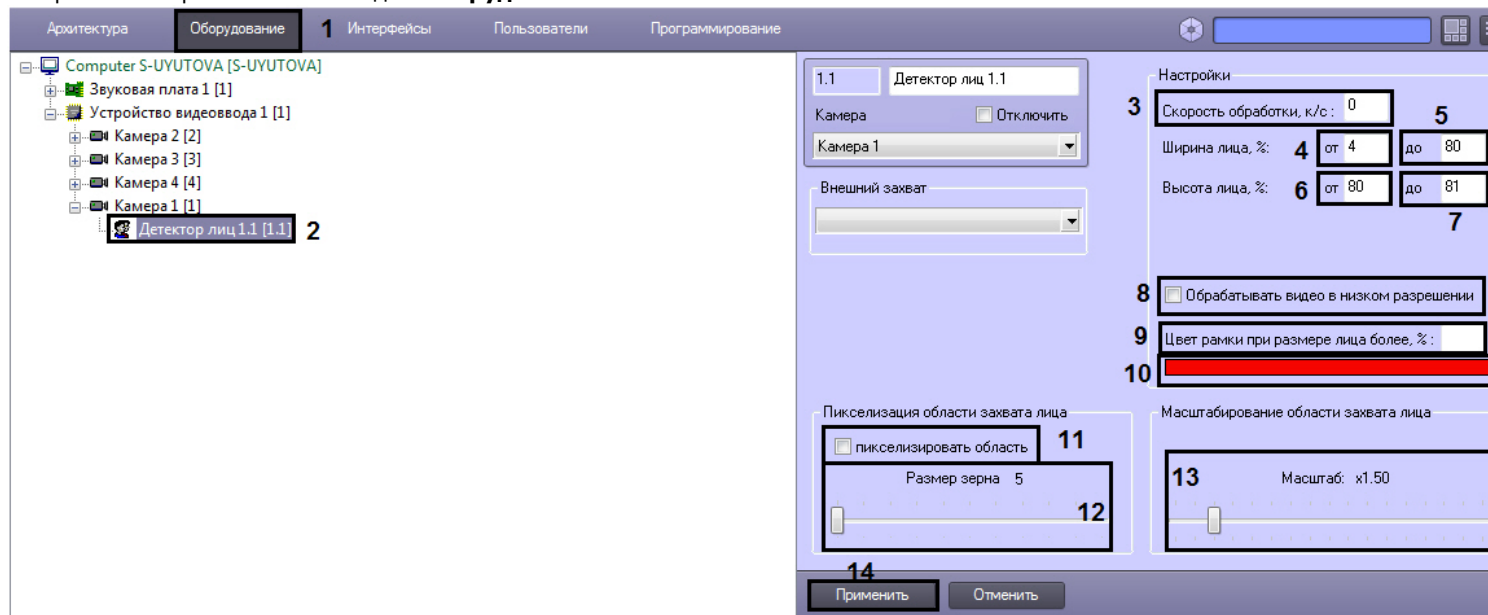 Архитектура Оборудование 1 Интерфейсы Пользователи Программирование
Computer S-UYUTOVA [S-UYUTOVA]
Звуковая плата 1 [1]
Устройство видеоввода 1 [1]
Камера 2 [2]
Камера 3 [3]
Камера 4 [4]
Камера 1 [1]
Детектор лиц 1.1 [1.1] 2
1.1 Детектор лиц 1.1
Камера Отключить
Камера 1
Внешний захват
Настройки
3 Скорость обработки, к/с : 0
5
Ширина лица, %: 4 от 4 до 80
Высота лица, %: 6 от 80 до 81
7
8 Обрабатывать видео в низком разрешении
9 Цвет рамки при размере лица более, % :
10
Пикселизация области захвата лица
пикселизировать область 11
Размер зерна 5
12
Масштабирование области захвата лица
13 Масштаб: x1.50
14
Применить Отменить